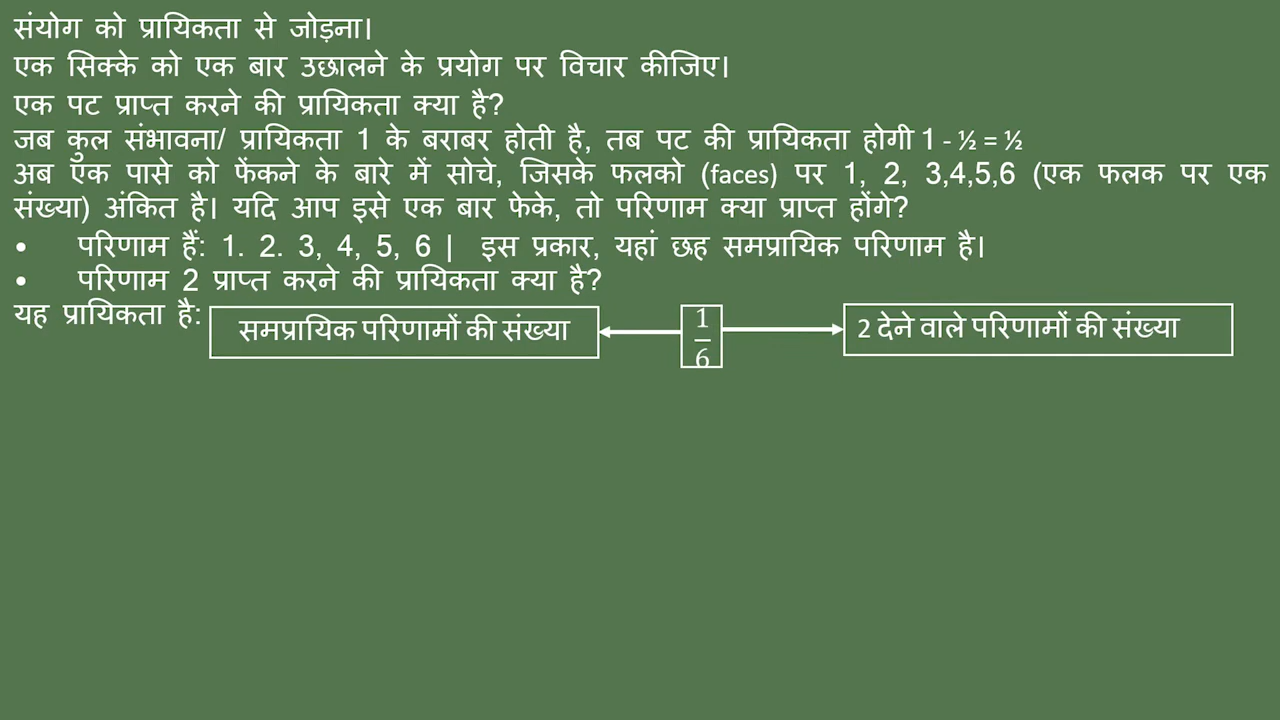 संयोग को प्रायिकता से जोड़ना।
एक सिक्के को एक बार उछालने के प्रयोग पर विचार कीजिए।
एक पट प्राप्त करने की प्रायिकता क्या है?
जब कुल संभावना/ प्रायिकता 1 के बराबर होती है, तब पट की प्रायिकता होगी 1 - ½ = ½
अब एक पासे को फेंकने के बारे में सोचे, जिसके फलको (faces) पर 1, 2, 3,4,5,6 (एक फलक पर एक
संख्या) अंकित है। यदि आप इसे एक बार फेके, तो परिणाम क्या प्राप्त होंगे?
• परिणाम हैं: 1. 2. 3, 4, 5, 6 | इस प्रकार, यहां छह समप्रायिक परिणाम है।
• परिणाम 2 प्राप्त करने की प्रायिकता क्या है?
यह प्रायिकता है: समप्रायिक परिणामों की संख्या 1/6 2 देने वाले परिणामों की संख्या